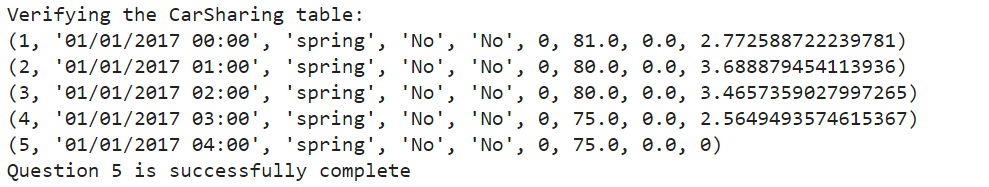 Verifying the CarSharing table:
(1, '01/01/2017 00:00', 'spring', 'No', 'No', 0, 81.0, 0.0, 2.772588722239781)
(2, '01/01/2017 01:00', 'spring', 'No', 'No', 0, 80.0, 0.0, 3.688879454113936)
(3, '01/01/2017 02:00', 'spring', 'No', 'No', 0, 80.0, 0.0, 3.4657359027997265)
(4, '01/01/2017 03:00', 'spring', 'No', 'No', 0, 75.0, 0.0, 2.5649493574615367)
(5, '01/01/2017 04:00', 'spring', 'No', 'No', 0, 75.0, 0.0, 0)
Question 5 is successfully complete